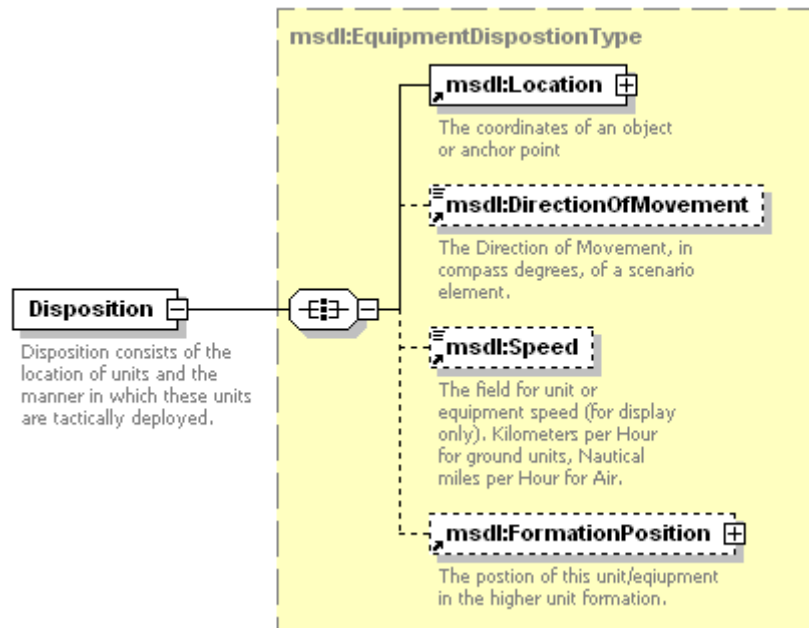 msdl:EquipmentDispostionType
msdl:Location
The coordinates of an object
or anchor point
msdl:DirectionOfMovement
The Direction of Movement, in
compass degrees, of a scenario
element.
Disposition
Disposition consists of the
location of units and the
manner in which these units
are tactically deployed.
msdl:Speed
The field for unit or
equipment speed (for display
only). Kilometers per Hour
for ground units, Nautical
miles per Hour for Air.
msdl:FormationPosition
The postion of this unit/eqiupment
in the higher unit formation.